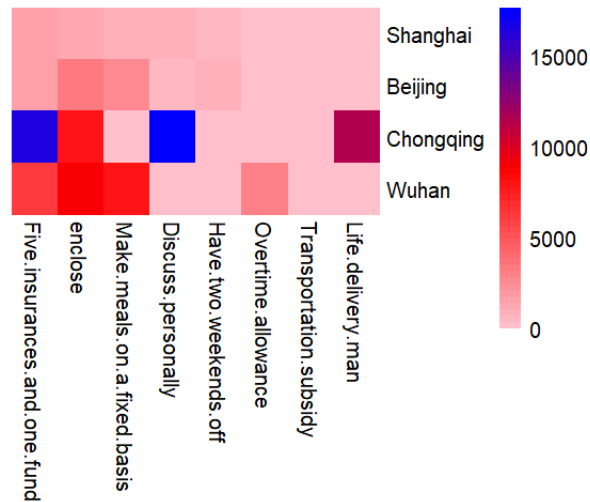 Shanghai
Beijing
Chongqing
Wuhan
15000
10000
5000
0
Five.insurances.and.one.fund
enclose
Make.meals.on.a.fixed.basis
Discuss.personally
Have.two.weekends.off
Overtime.allowance
Transportation.subsidy
Life.delivery.man